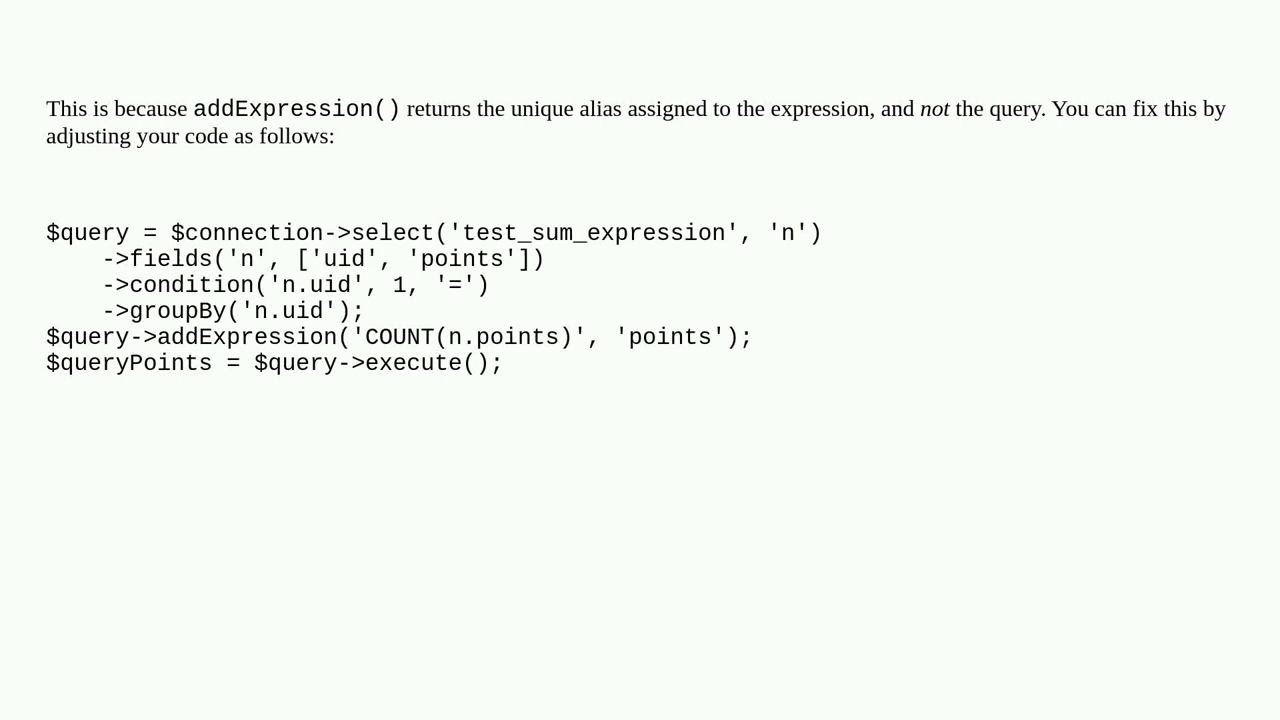 This is because addExpression() returns the unique alias assigned to the expression, and not the query. You can fix this by
adjusting your code as follows:
$query = $connection->select('test_sum_expression', 'n')
    ->fields('n', ['uid', 'points'])
    ->condition('n.uid', 1, '=')
    ->groupBy('n.uid');
$query->addExpression('COUNT(n.points)', 'points');
$queryPoints = $query->execute();